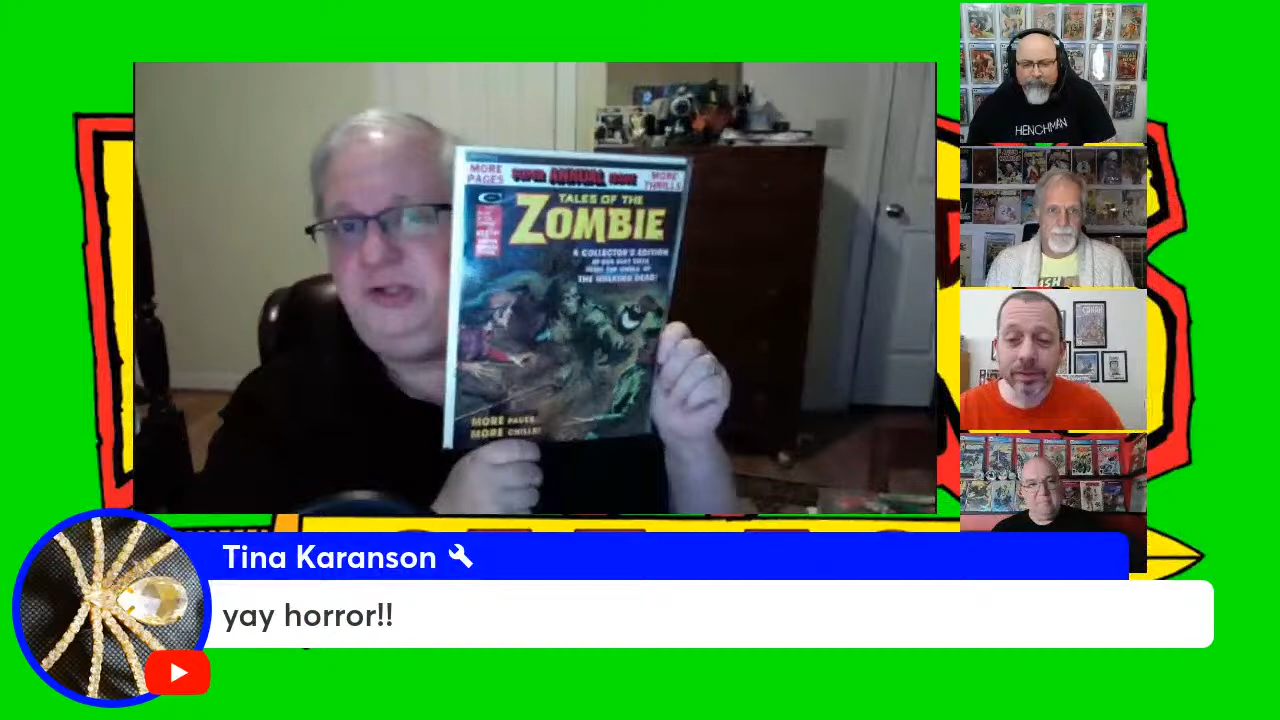 MORE PAGES
SUPER ANNUAL ISSUE
MORE THRILLS
TALES OF THE
ZOMBIE
A COLLECTOR'S EDITION
THE WALKING DEAD!
MORE PAGES
MORE CHILLS!
HENCHMAN
CONAN
Tina Karanson
yay horror!!